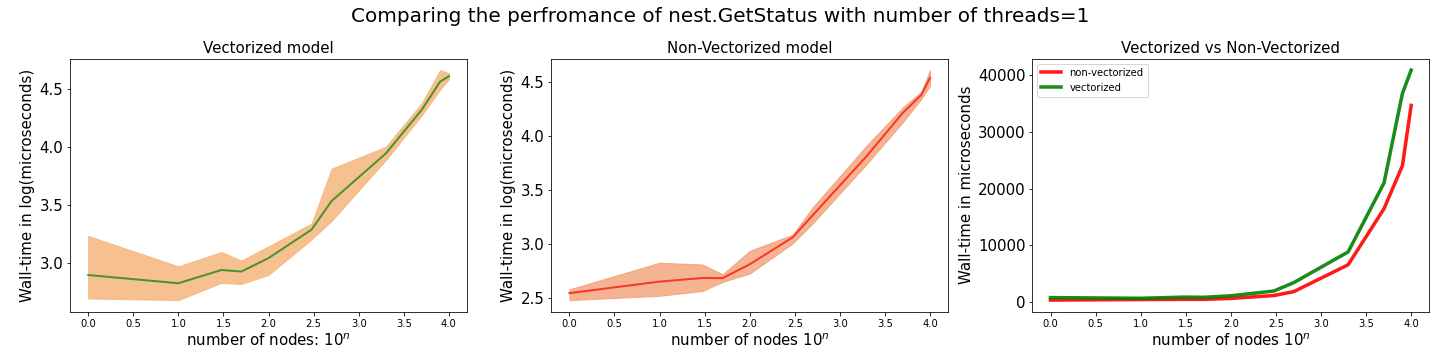 Comparing the perfromance of nest.GetStatus with number of threads=1
Vectorized model
Wall-time in log(microseconds)
4.5
4.0
3.5
3.0
0.0 0.5 1.0 1.5 2.0 2.5 3.0 3.5 4.0
number of nodes: 10^n
Non-Vectorized model
Wall-time in log(microseconds)
4.5
4.0
3.5
3.0
2.5
0.0 0.5 1.0 1.5 2.0 2.5 3.0 3.5 4.0
number of nodes 10^n
Vectorized vs Non-Vectorized
non-vectorized
vectorized
Wall-time in microseconds
40000
30000
20000
10000
0
0.0 0.5 1.0 1.5 2.0 2.5 3.0 3.5 4.0
number of nodes 10^n